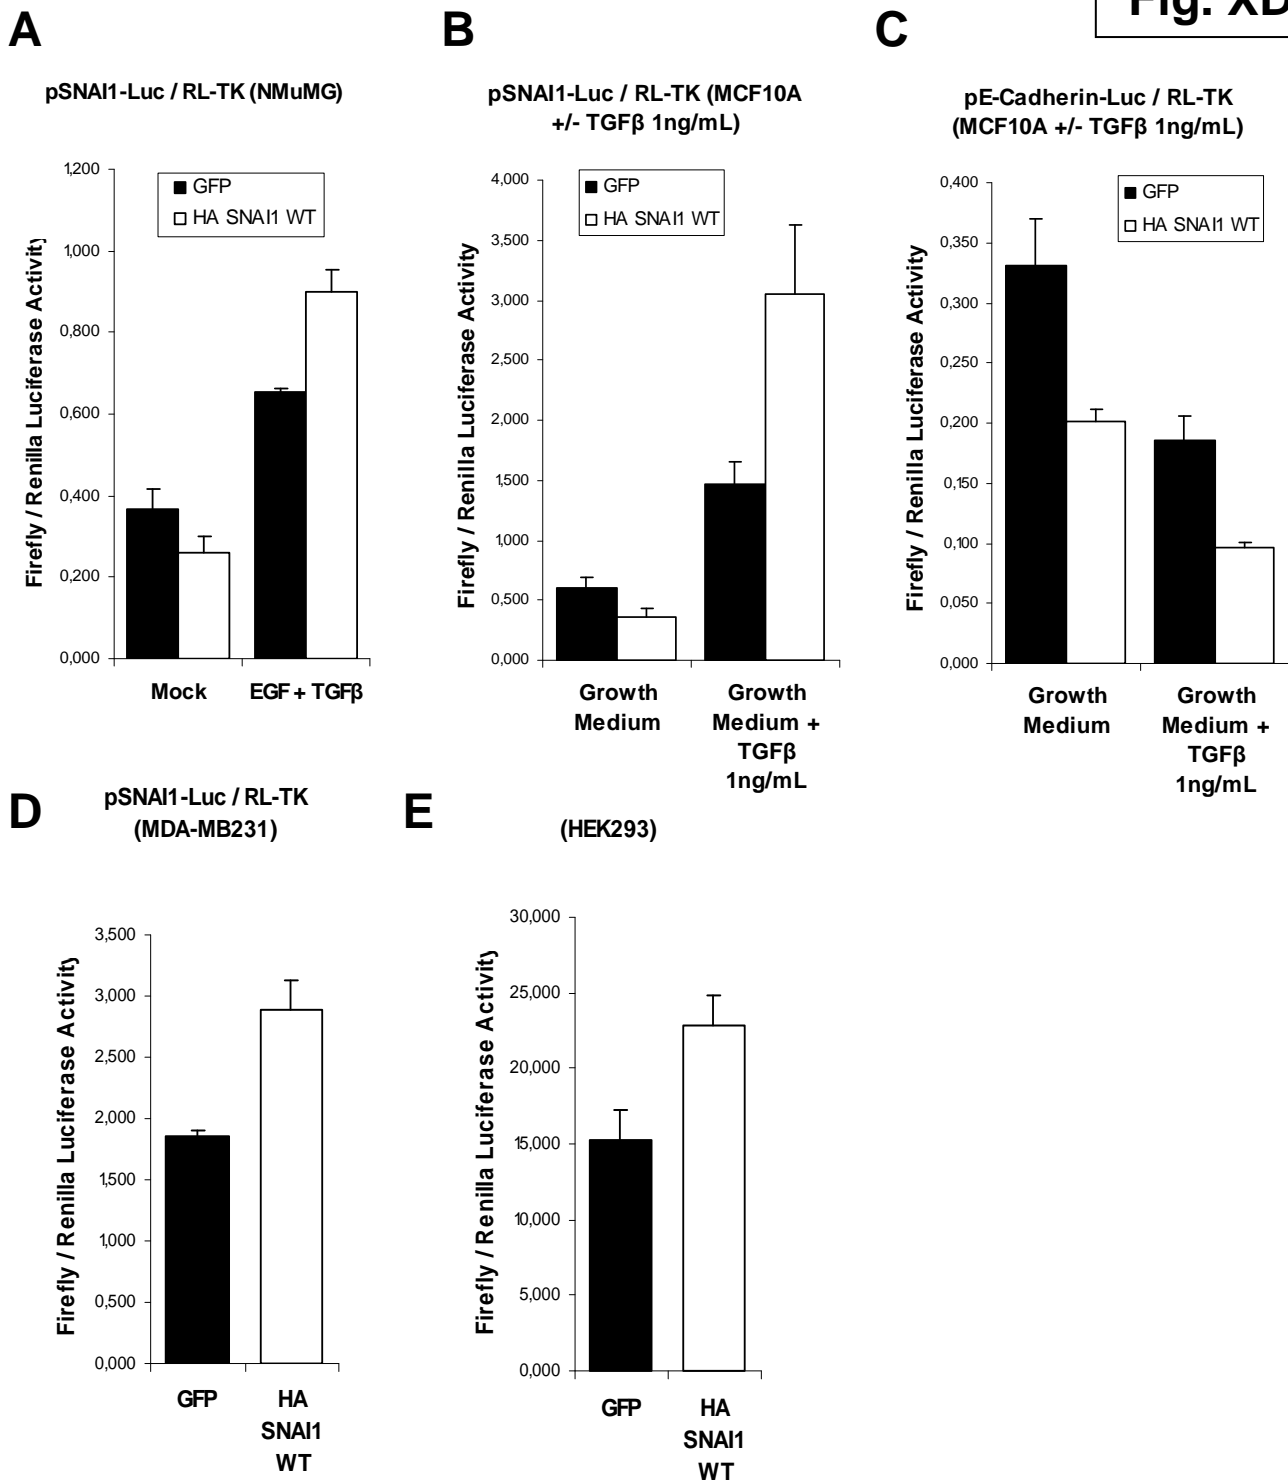 Fig. XD
A
pSNAI1-Luc / RL-TK (NMuMG)
1,200
1,000
0,800
0,600
0,400
0,200
0,000
Firefly / Renilla Luciferase Activity
GFP
HA SNAI1 WT
Mock
EGF + TGFβ
B
pSNAI1-Luc / RL-TK (MCF10A
+/- TGFβ 1ng/mL)
4,000
3,500
3,000
2,500
2,000
1,500
1,000
0,500
0,000
Firefly / Renilla Luciferase Activity
GFP
HA SNAI1 WT
Growth
Medium
Growth
Medium +
TGFβ
1ng/mL
C
pE-Cadherin-Luc / RL-TK
(MCF10A +/- TGFβ 1ng/mL)
0,400
0,350
0,300
0,250
0,200
0,150
0,100
0,050
0,000
Firefly / Renilla Luciferase Activity
GFP
HA SNAI1 WT
Growth
Medium
Growth
Medium +
TGFβ
1ng/mL
D
pSNAI1-Luc / RL-TK
(MDA-MB231)
3,500
3,000
2,500
2,000
1,500
1,000
0,500
0,000
Firefly / Renilla Luciferase Activity
GFP
HA
SNAI1
WT
E
(HEK293)
30,000
25,000
20,000
15,000
10,000
5,000
0,000
Firefly / Renilla Luciferase Activity
GFP
HA
SNAI1
WT